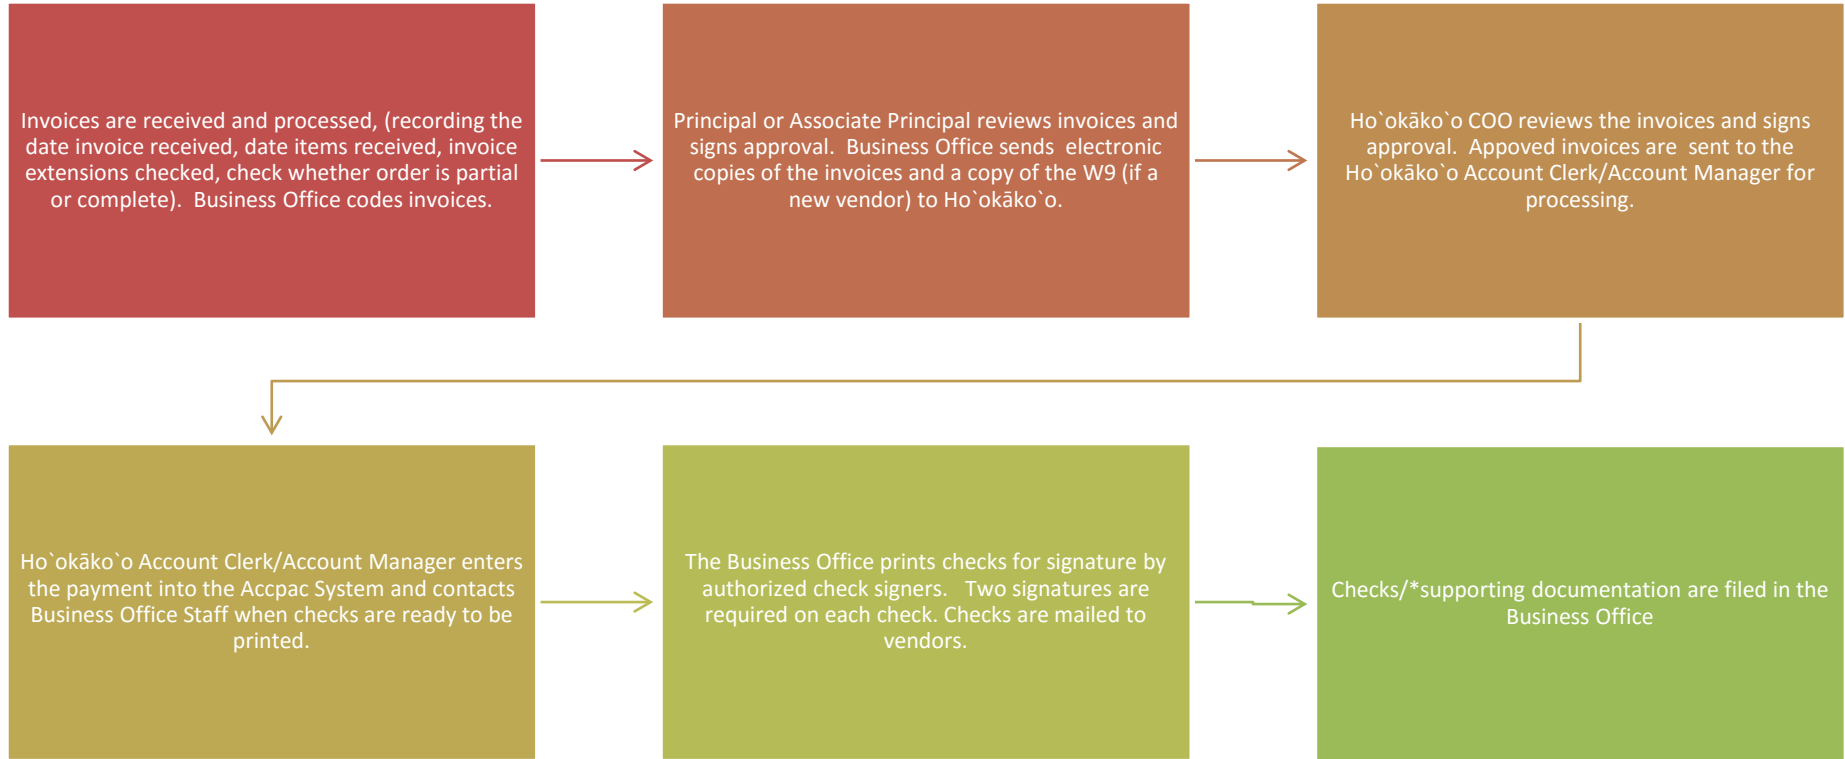 Invoices are received and processed, (recording the
date invoice received, date items received, invoice
extensions checked, check whether order is partial
or complete).  Business Office codes invoices.
Principal or Associate Principal reviews invoices and
signs approval.  Business Office sends  electronic
copies of the invoices and a copy of the W9 (if a
new vendor) to Ho`okāko`o.
Ho`okāko`o COO reviews the invoices and signs
approval.  Appoved invoices are  sent to the
Ho`okāko`o Account Clerk/Account Manager for
processing.
Ho`okāko`o Account Clerk/Account Manager enters
the payment into the Accpac System and contacts
Business Office Staff when checks are ready to be
printed.
The Business Office prints checks for signature by
authorized check signers.   Two signatures are
required on each check. Checks are mailed to
vendors.
Checks/*supporting documentation are filed in the
Business Office